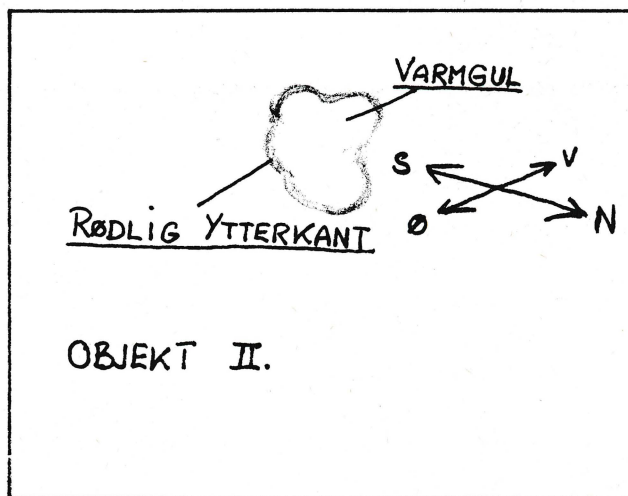 VARMGUL
S V
Ø N
RØDLIG YTTERKANT
OBJEKT II.